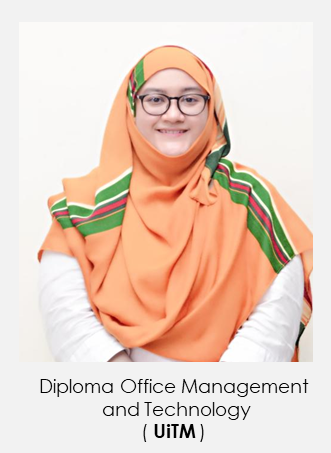 Diploma Office Management
and Technology
( UiTM )